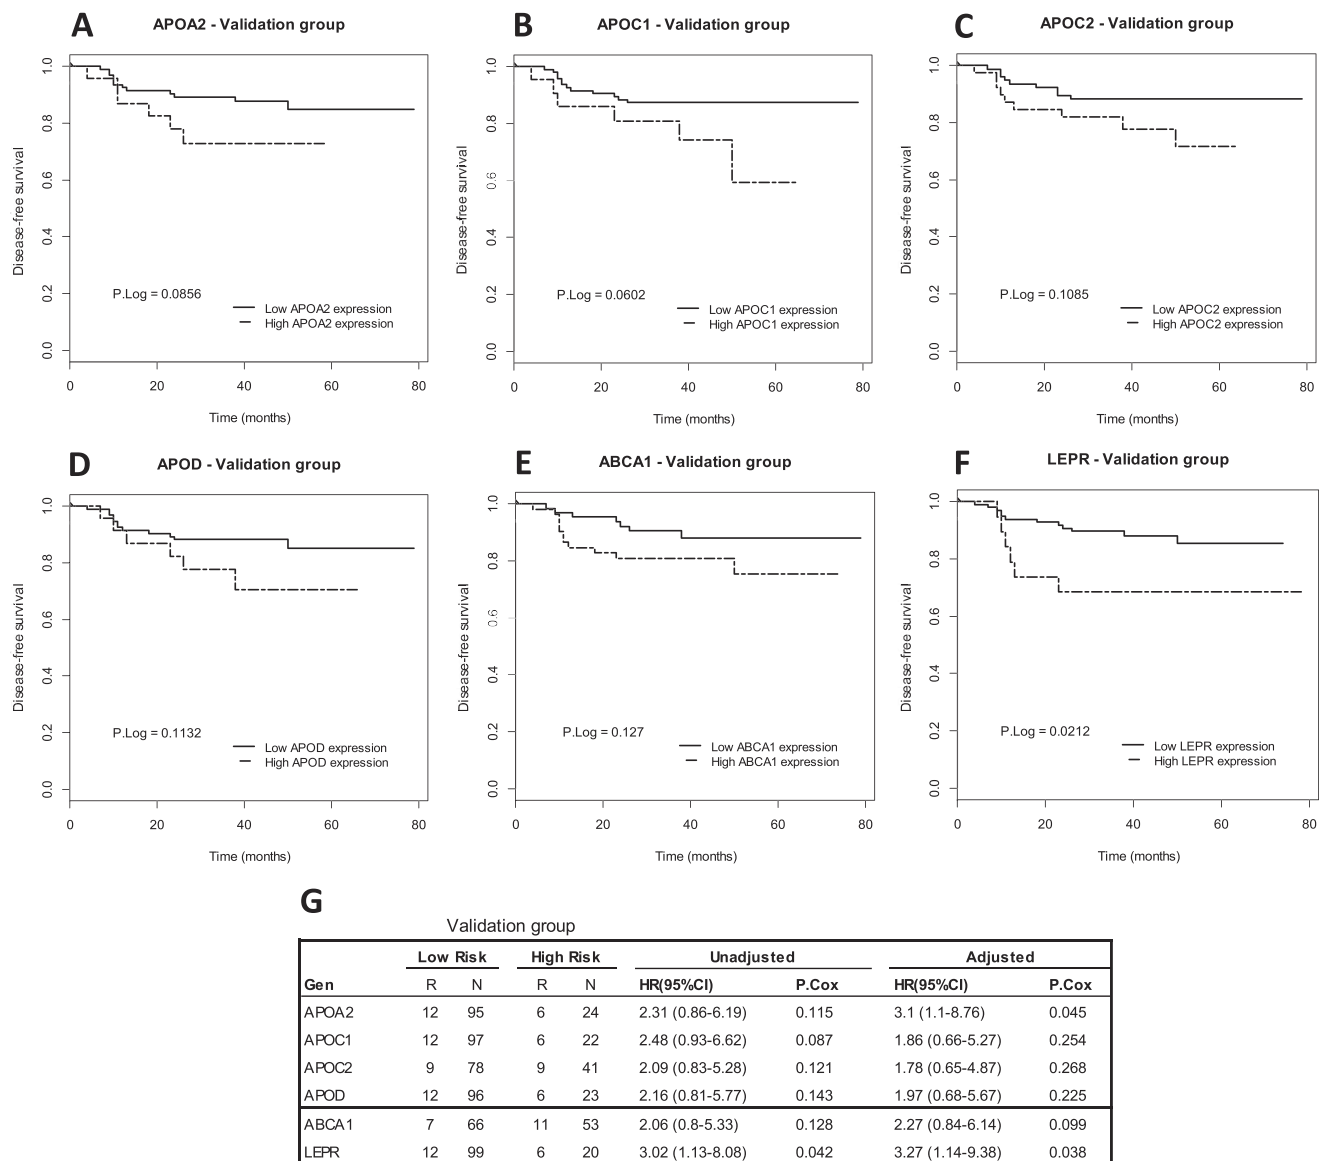 A
APOA2 - Validation group
Disease-free survival
1.0
0.8
0.6
0.4
0.2
0.0
P.Log = 0.0856
Low APOA2 expression
High APOA2 expression
0 20 40 60 80
Time (months)
B
APOC1 - Validation group
Disease-free survival
1.0
0.8
0.6
0.4
0.2
0.0
P.Log = 0.0602
Low APOC1 expression
High APOC1 expression
0 20 40 60 80
Time (months)
C
APOC2 - Validation group
Disease-free survival
1.0
0.8
0.6
0.4
0.2
0.0
P.Log = 0.1085
Low APOC2 expression
High APOC2 expression
0 20 40 60 80
Time (months)
D
APOD - Validation group
Disease-free survival
1.0
0.8
0.6
0.4
0.2
0.0
P.Log = 0.1132
Low APOD expression
High APOD expression
0 20 40 60 80
Time (months)
E
ABCA1 - Validation group
Disease-free survival
1.0
0.8
0.6
0.4
0.2
0.0
P.Log = 0.127
Low ABCA1 expression
High ABCA1 expression
0 20 40 60 80
Time (months)
F
LEPR - Validation group
Disease-free survival
1.0
0.8
0.6
0.4
0.2
0.0
P.Log = 0.0212
Low LEPR expression
High LEPR expression
0 20 40 60 80
Time (months)
G
Validation group
Low Risk High Risk Unadjusted Adjusted
Gen R N R N HR(95%CI) P.Cox HR(95%CI) P.Cox
APOA2 12 95 6 24 2.31 (0.86-6.19) 0.115 3.1 (1.1-8.76) 0.045
APOC1 12 97 6 22 2.48 (0.93-6.62) 0.087 1.86 (0.66-5.27) 0.254
APOC2 9 78 9 41 2.09 (0.83-5.28) 0.121 1.78 (0.65-4.87) 0.268
APOD 12 96 6 23 2.16 (0.81-5.77) 0.143 1.97 (0.68-5.67) 0.225
ABCA1 7 66 11 53 2.06 (0.8-5.33) 0.128 2.27 (0.84-6.14) 0.099
LEPR 12 99 6 20 3.02 (1.13-8.08) 0.042 3.27 (1.14-9.38) 0.038